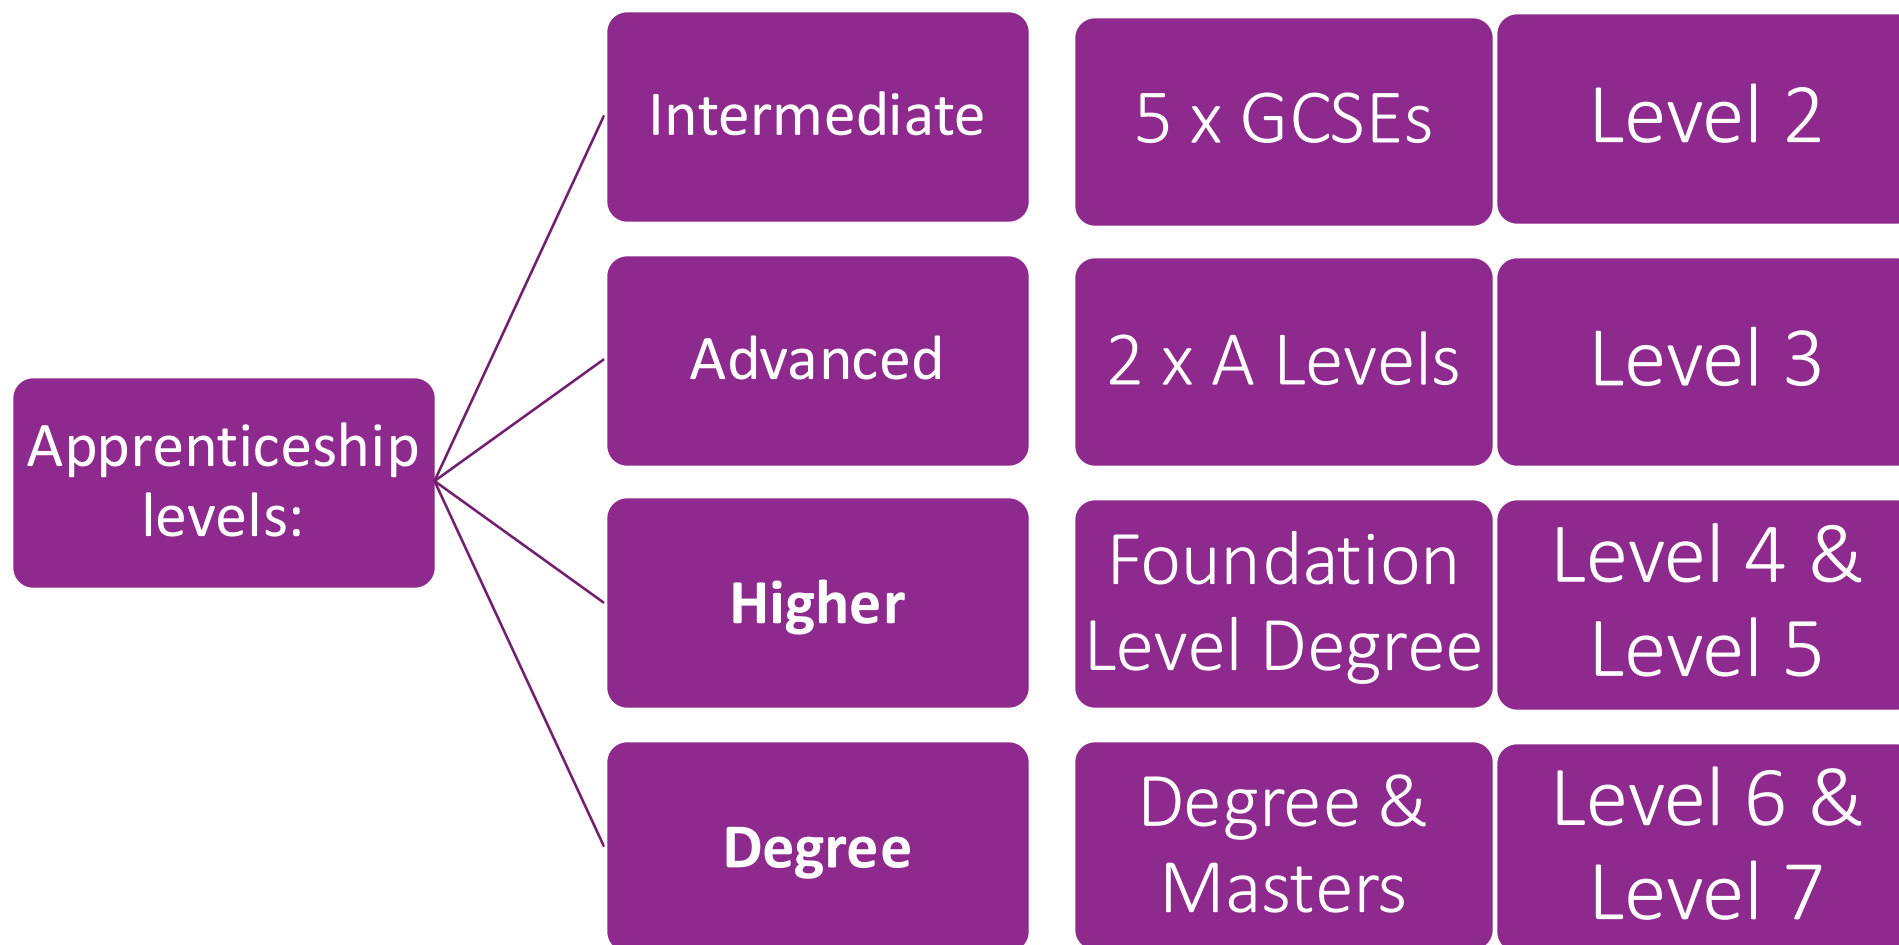 Apprenticeship
levels:
Intermediate
5 x GCSEs
Level 2
Advanced
2 x A Levels
Level 3
Higher
Foundation
Level Degree
Level 4 &
Level 5
Degree
Degree &
Masters
Level 6 &
Level 7